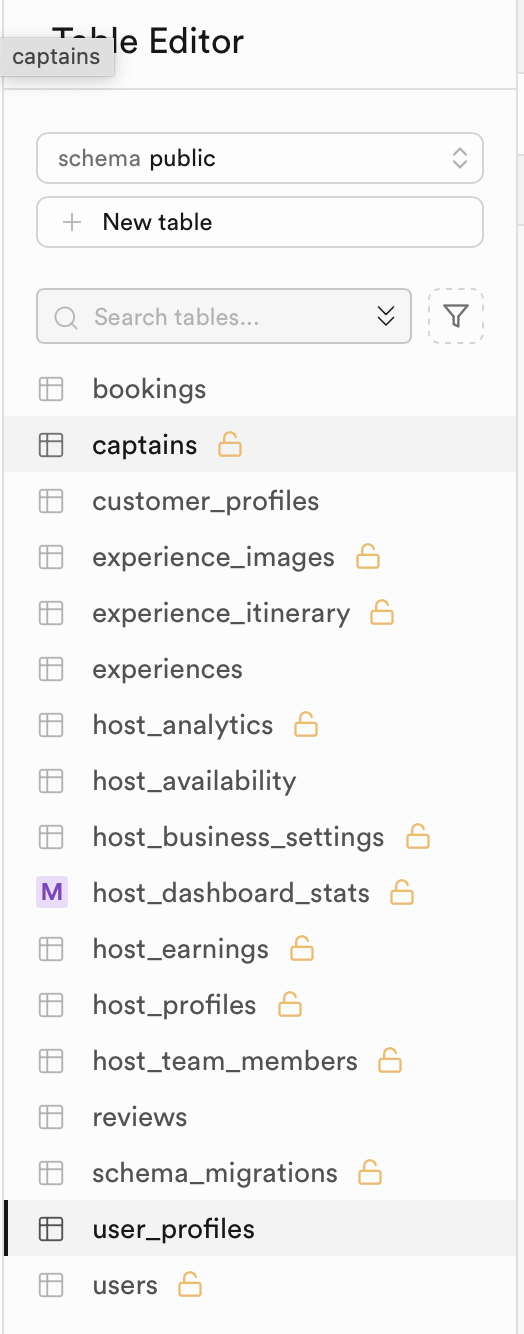 Table Editor
captains
schema public
New table
Search tables...
bookings
captains
customer_profiles
experience_images
experience_itinerary
experiences
host_analytics
host_availability
host_business_settings
M host_dashboard_stats
host_earnings
host_profiles
host_team_members
reviews
schema_migrations
user_profiles
users